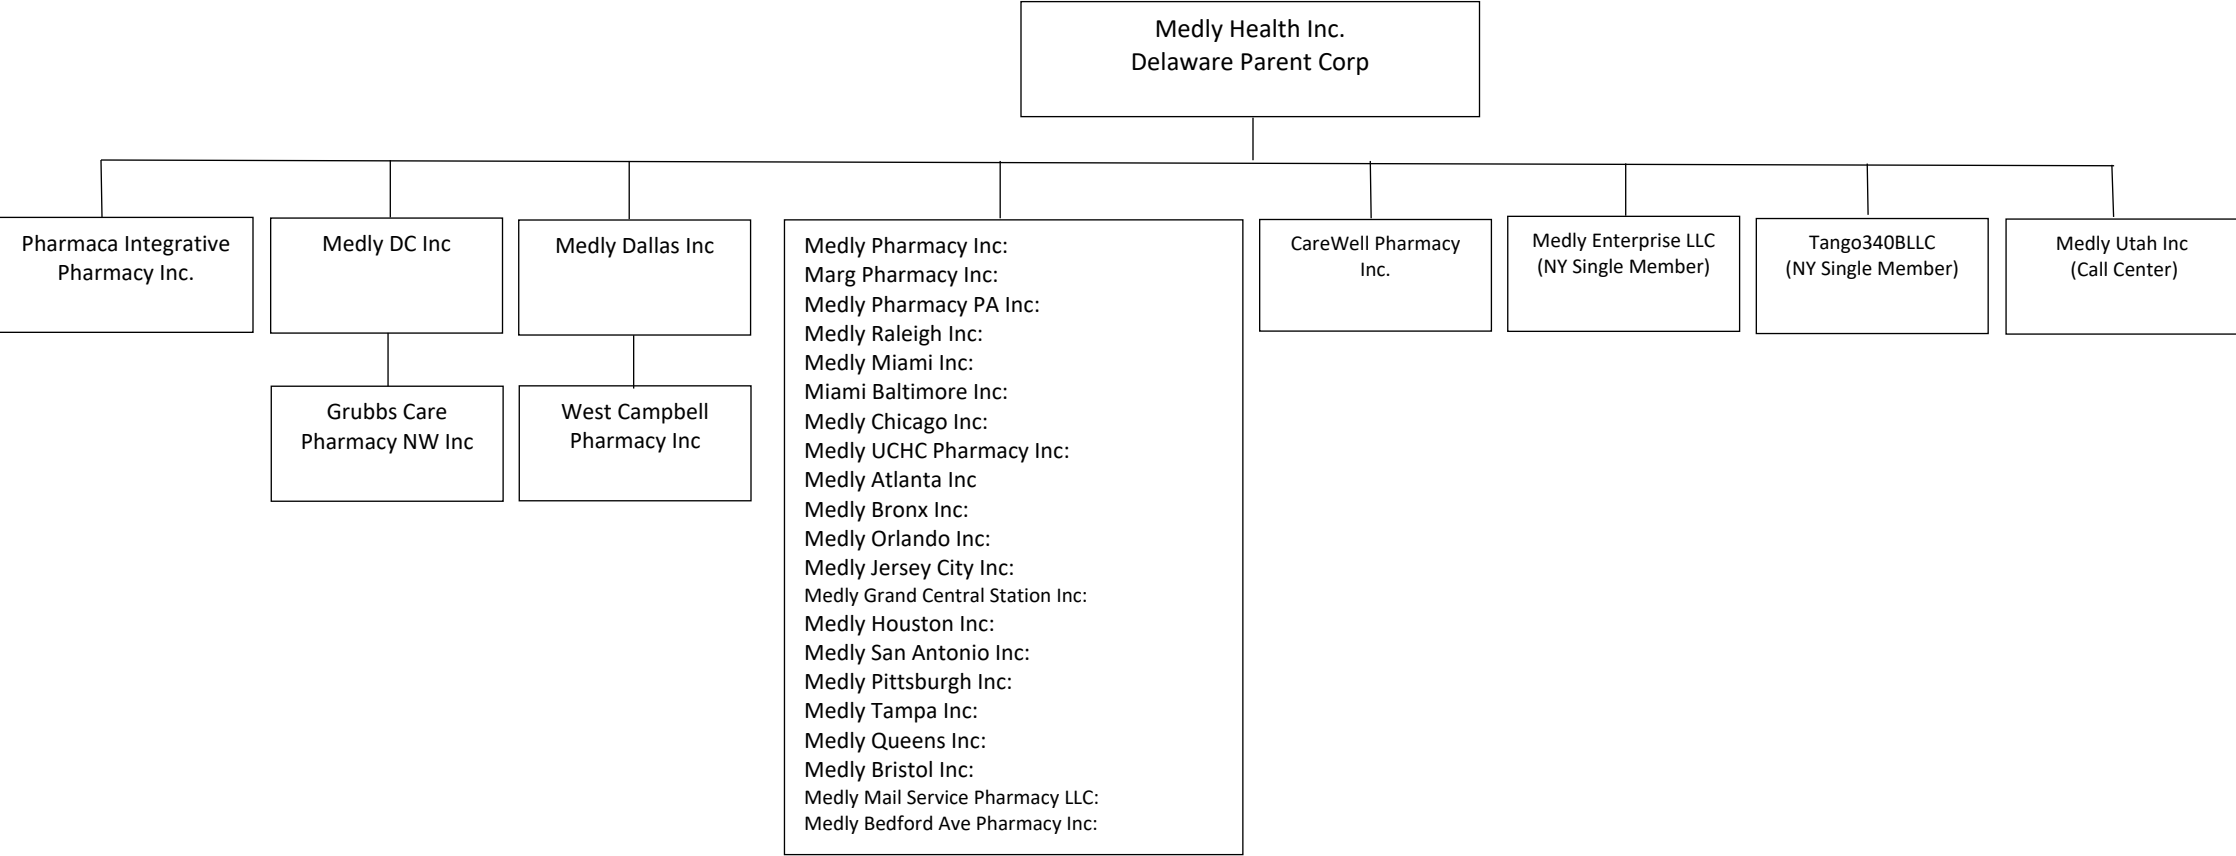 Medly Health Inc.
Delaware Parent Corp
Pharmaca Integrative
Pharmacy Inc.
Medly DC Inc
Medly Dallas Inc
Medly Pharmacy Inc:
Marg Pharmacy Inc:
Medly Pharmacy PA Inc:
Medly Raleigh Inc:
Medly Miami Inc:
Miami Baltimore Inc:
Medly Chicago Inc:
Medly UCHC Pharmacy Inc:
Medly Atlanta Inc
Medly Bronx Inc:
Medly Orlando Inc:
Medly Jersey City Inc:
Medly Grand Central Station Inc:
Medly Houston Inc:
Medly San Antonio Inc:
Medly Pittsburgh Inc:
Medly Tampa Inc:
Medly Queens Inc:
Medly Bristol Inc:
Medly Mail Service Pharmacy LLC:
Medly Bedford Ave Pharmacy Inc:
CareWell Pharmacy
Inc.
Medly Enterprise LLC
(NY Single Member)
Tango340BLLC
(NY Single Member)
Medly Utah Inc
(Call Center)
Grubbs Care
Pharmacy NW Inc
West Campbell
Pharmacy Inc